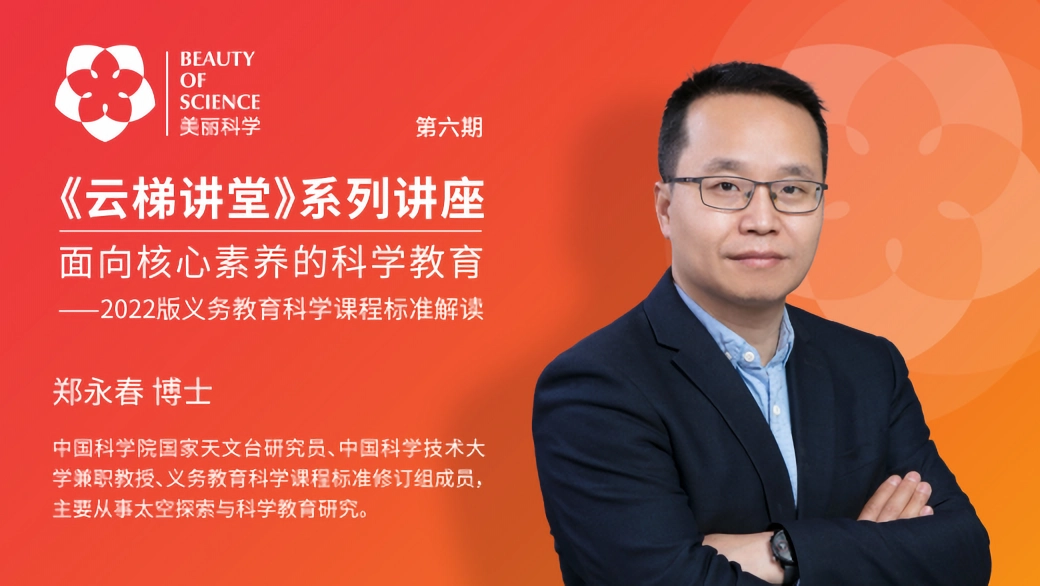 BEAUTY
OF
SCIENCE
美丽科学
第六期
《云梯讲堂》系列讲座
面向核心素养的科学教育
——2022版义务教育科学课程标准解读
郑永春 博士
中国科学院国家天文台研究员、中国科学技术大
学兼职教授、义务教育科学课程标准修订组成员，
主要从事太空探索与科学教育研究。